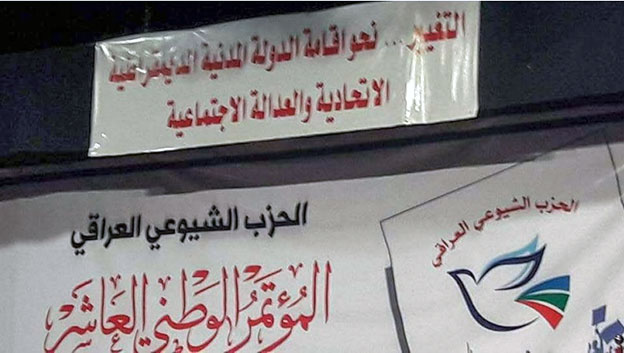 التغيير... نحو اقامة الدولة المدنية الديمقراطية
الاتحادية والعدالة الاجتماعية
الحزب الشيوعي العراقي
المؤتمر الوطني العاشر
الحزب الشيوعي العراقي